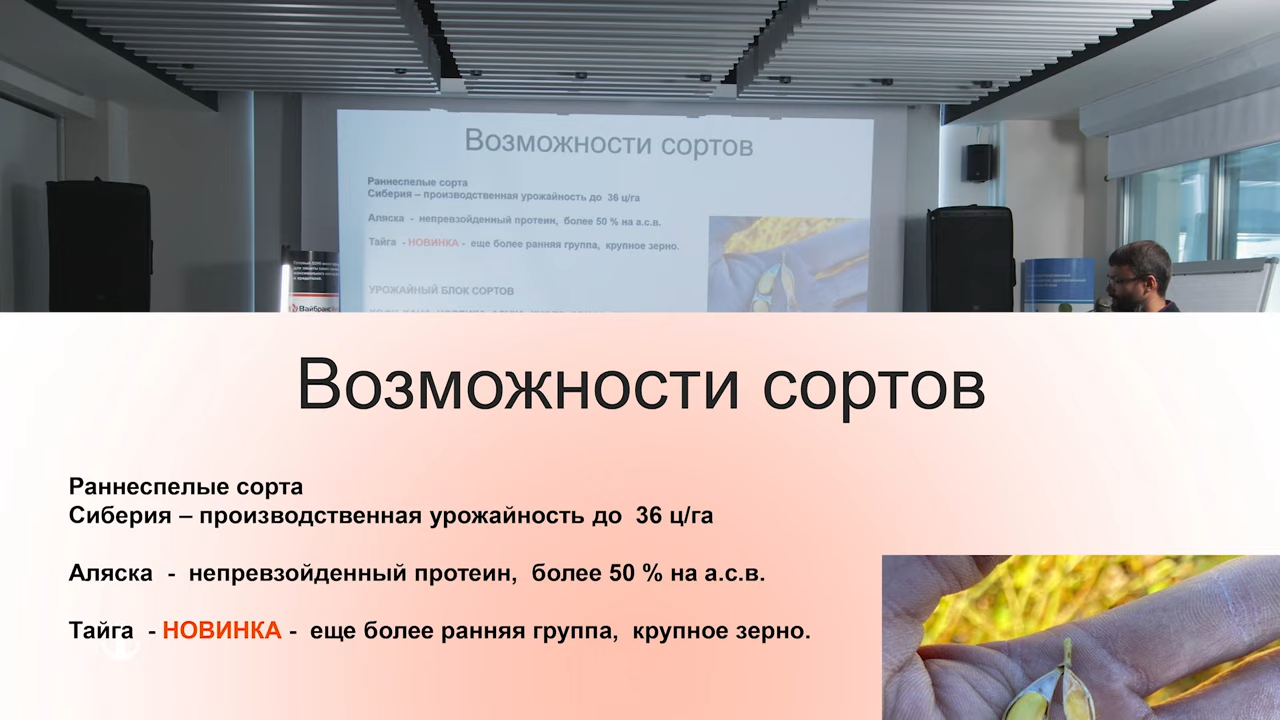 Возможности сортов
Раннеспелые сорта
Сиберия – производственная урожайность до 36 ц/га
Аляска - непревзойденный протеин, более 50 % на а.с.в.
Тайга - НОВИНКА - еще более ранняя группа, крупное зерно.
УРОЖАЙНЫЙ БЛОК СОРТОВ
Вайбранс
Возможности сортов
Раннеспелые сорта
Сиберия – производственная урожайность до 36 ц/га
Аляска - непревзойденный протеин, более 50 % на а.с.в.
Тайга - НОВИНКА - еще более ранняя группа, крупное зерно.